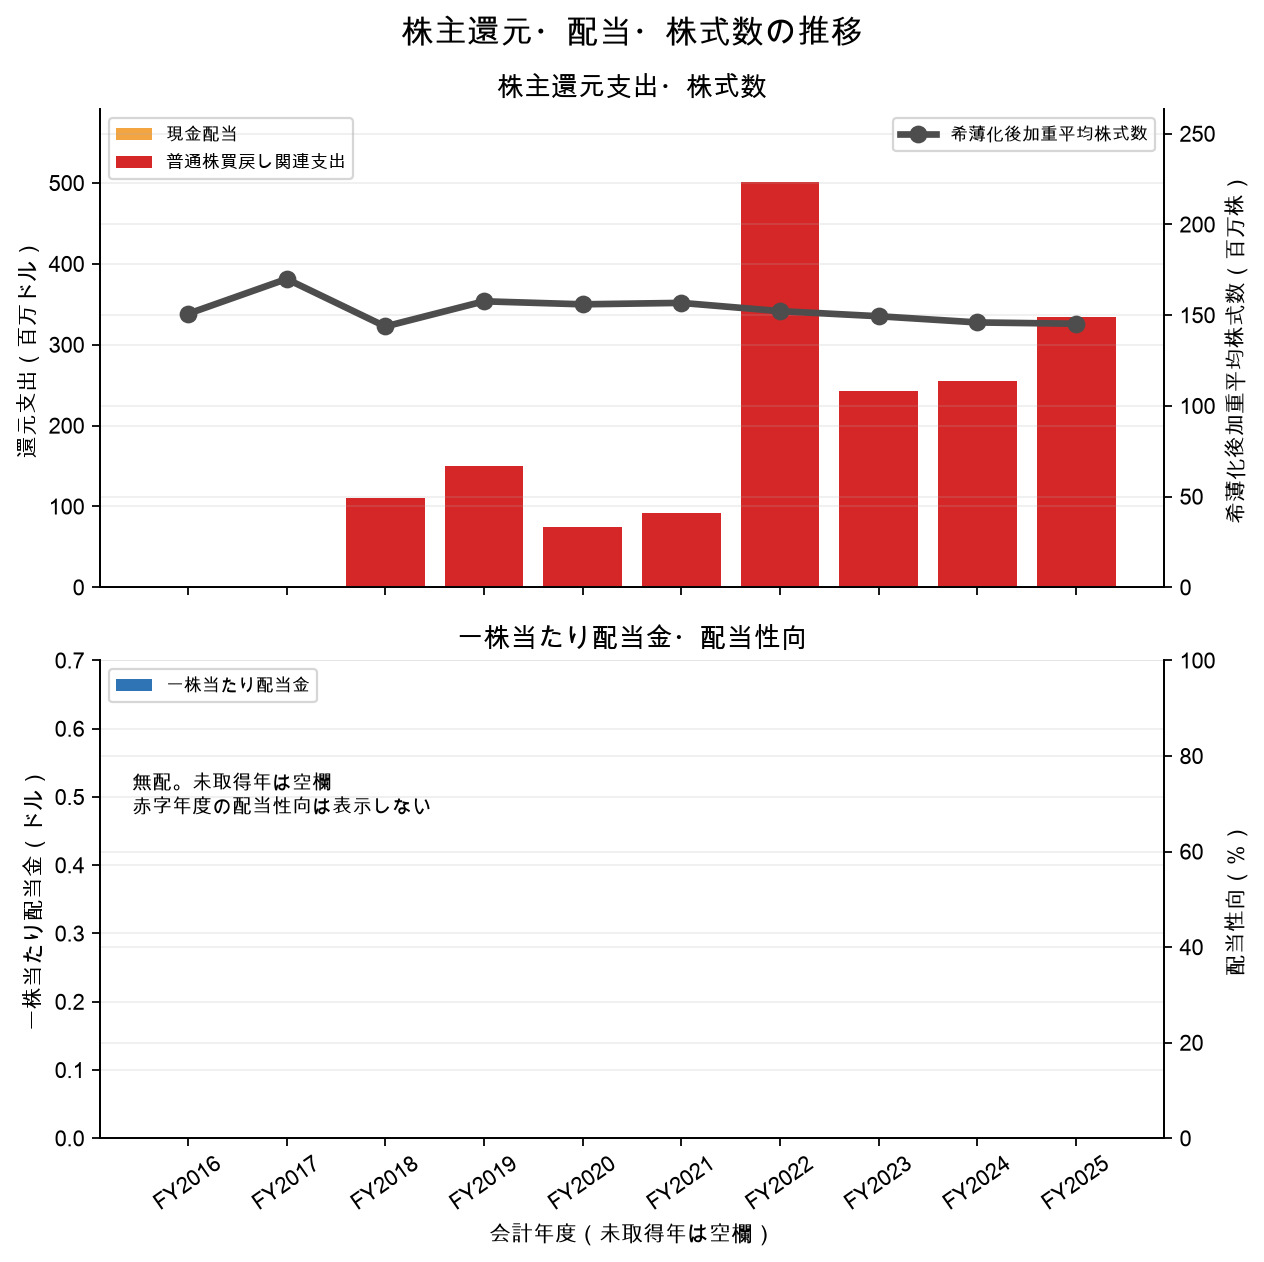 株主還元・配当・株式数の推移
株主還元支出・株式数
現金配当
普通株買戻し関連支出
希薄化後加重平均株式数
500
400
300
200
100
0
250
200
150
100
50
0
還元支出(百万ドル)
希薄化後加重平均株式数(百万株)
一株当たり配当金・配当性向
一株当たり配当金
無配。未取得年は空欄
赤字年度の配当性向は表示しない
0.7
0.6
0.5
0.4
0.3
0.2
0.1
0.0
100
80
60
40
20
0
一株当たり配当金(ドル)
配当性向(%)
FY2016 FY2017 FY2018 FY2019 FY2020 FY2021 FY2022 FY2023 FY2024 FY2025
会計年度(未取得年は空欄)